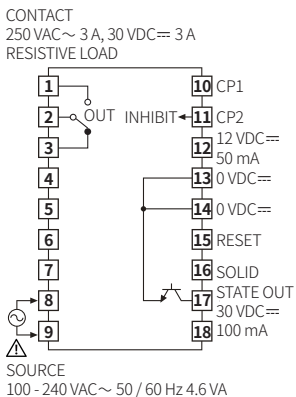 CONTACT
250 VAC∼ 3 A, 30 VDC⎓ 3 A
RESISTIVE LOAD
1
10 CP1
2 OUT INHIBIT 11 CP2
3
12 12 VDC⎓
50 mA
4
13 0 VDC⎓
5
14 0 VDC⎓
6
15 RESET
7
16 SOLID
STATE OUT
8
17 30 VDC⎓
9
18 100 mA
SOURCE
100 - 240 VAC∼ 50 / 60 Hz 4.6 VA